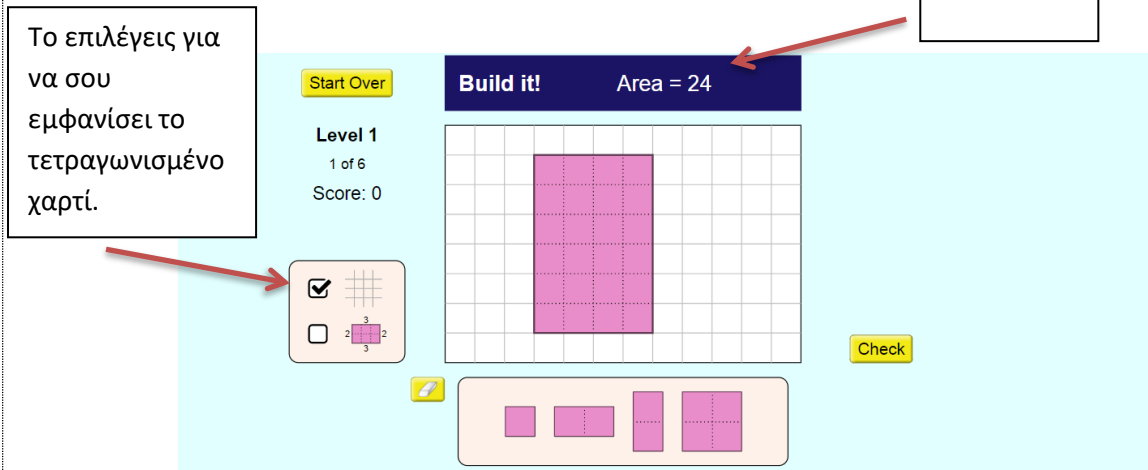 Το επιλέγεις για
να σου
εμφανίσει το
τετραγωνισμένο
χαρτί.
Start Over
Build it! Area = 24
Level 1
1 of 6
Score: 0
3
2 2
3
Check